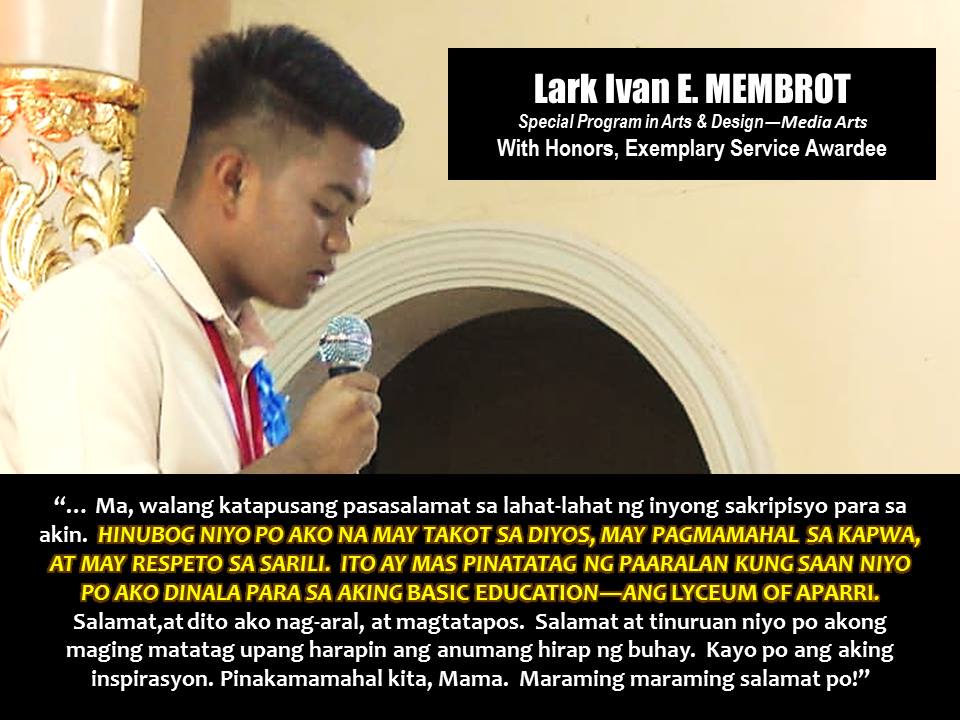 Lark Ivan E. MEMBROT
Special Program in Arts & Design—Media Arts
With Honors, Exemplary Service Awardee
“… Ma, walang katapusang pasasalamat sa lahat-lahat ng inyong sakripisyo para sa
akin. HINUBOG NIYO PO AKO NA MAY TAKOT SA DIYOS, MAY PAGMAMAHAL SA KAPWA,
AT MAY RESPETO SA SARILI. ITO AY MAS PINATATAG NG PAARALAN KUNG SAAN NIYO
PO AKO DINALA PARA SA AKING BASIC EDUCATION—ANG LYCEUM OF APARRI.
Salamat,at dito ako nag-aral, at magtatapos. Salamat at tinuruan niyo po akong
maging matatag upang harapin ang anumang hirap ng buhay. Kayo po ang aking
inspirasyon. Pinakamamahal kita, Mama. Maraming maraming salamat po!”